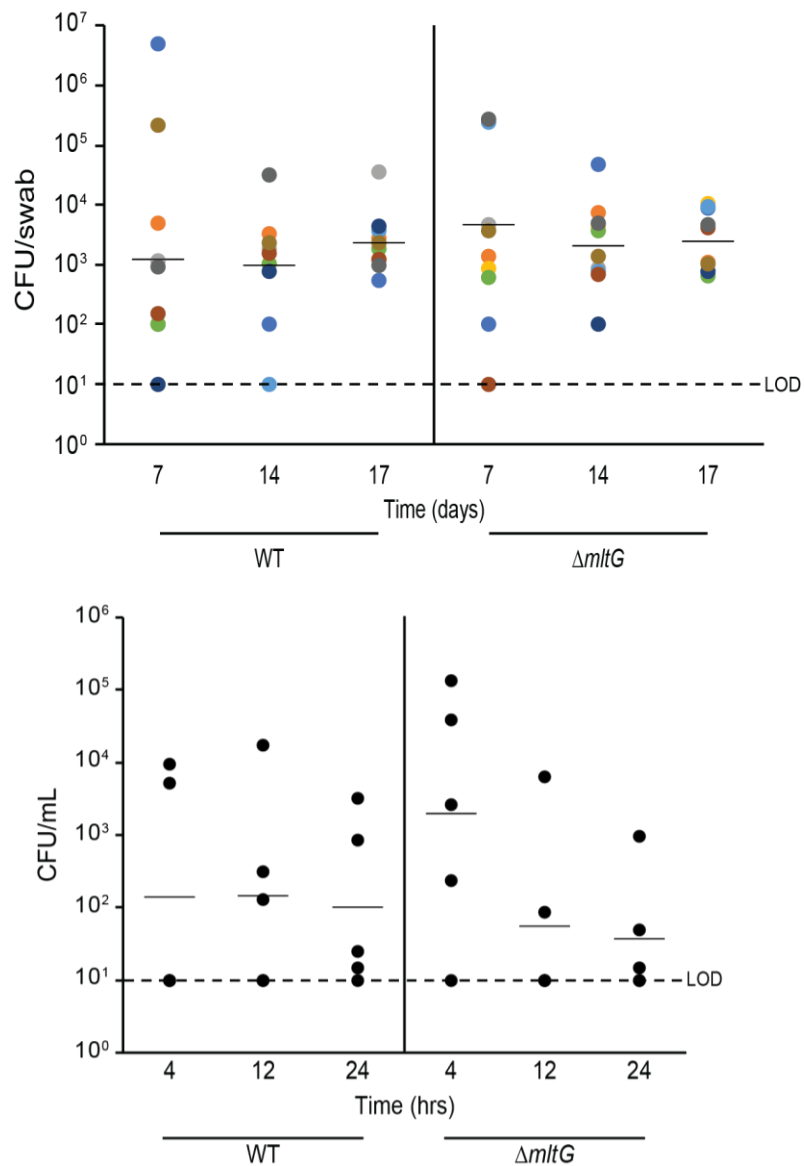 10⁷
10⁶
10⁵
10⁴
10³
10²
10¹
10⁰
CFU/swab
LOD
7 14 17 7 14 17
Time (days)
WT ΔmltG
10⁶
10⁵
10⁴
10³
10²
10¹
10⁰
CFU/mL
LOD
4 12 24 4 12 24
Time (hrs)
WT ΔmltG